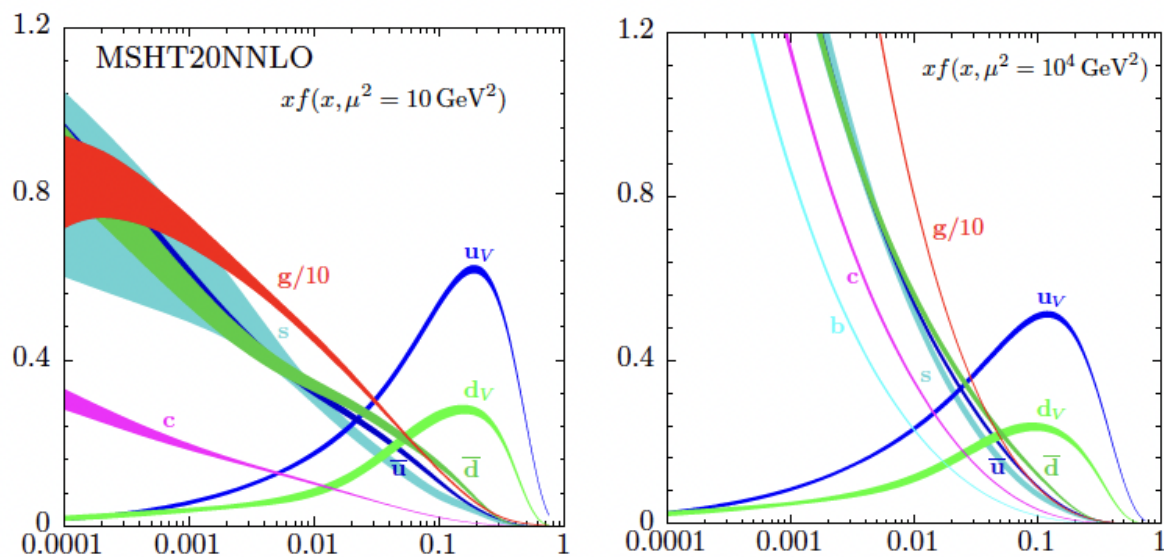 MSHT20NNLO
xf(x, μ² = 10 GeV²)
1.2
0.8
0.4
0
g/10
s
c
u_V
d_V
u̅
d̅
0.0001 0.001 0.01 0.1 1
xf(x, μ² = 10⁴ GeV²)
1.2
0.8
0.4
0
g/10
c
b
s
u_V
d_V
u̅
d̅
0.0001 0.001 0.01 0.1 1